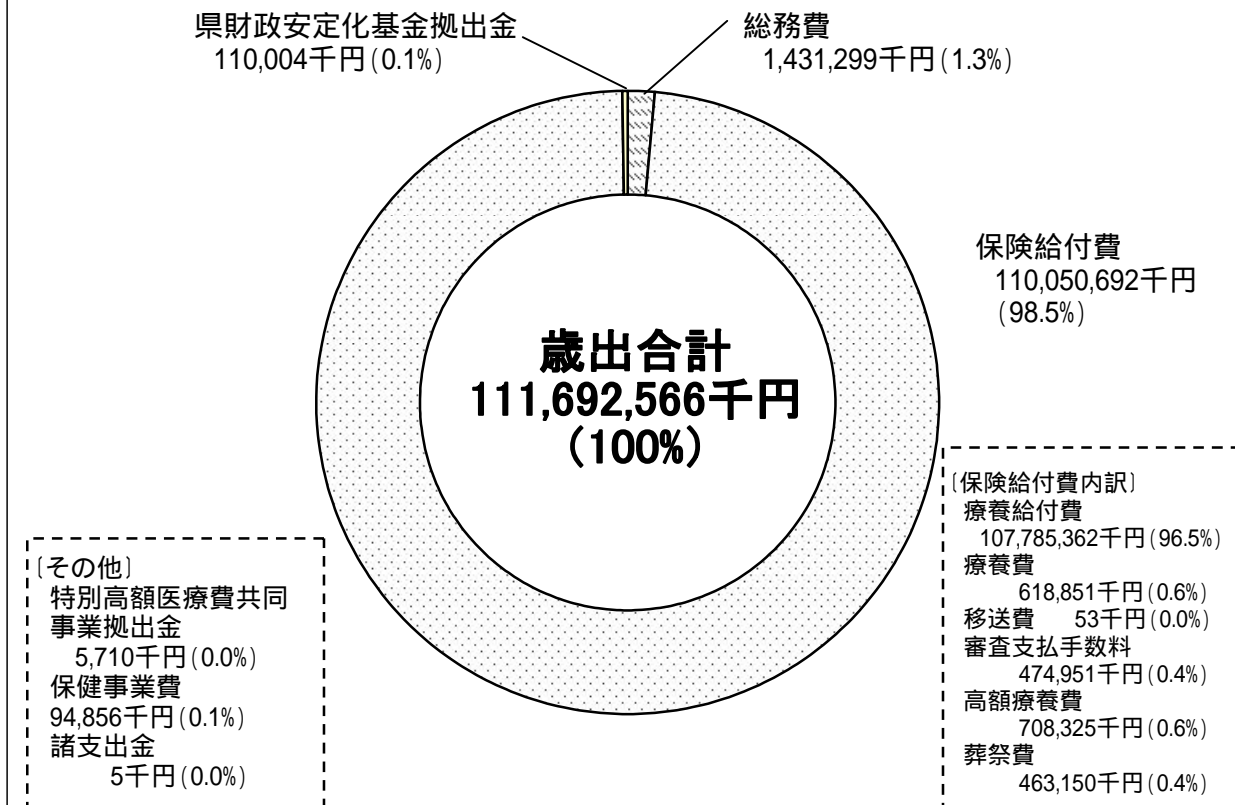 県財政安定化基金拠出金
110,004千円(0.1%)
総務費
1,431,299千円(1.3%)
保険給付費
110,050,692千円
(98.5%)
歳出合計
111,692,566千円
(100%)
〔その他〕
特別高額医療費共同
事業拠出金
5,710千円(0.0%)
保健事業費
94,856千円(0.1%)
諸支出金
5千円(0.0%)
〔保険給付費内訳〕
療養給付費
107,785,362千円(96.5%)
療養費
618,851千円(0.6%)
移送費 53千円(0.0%)
審査支払手数料
474,951千円(0.4%)
高額療養費
708,325千円(0.6%)
葬祭費
463,150千円(0.4%)